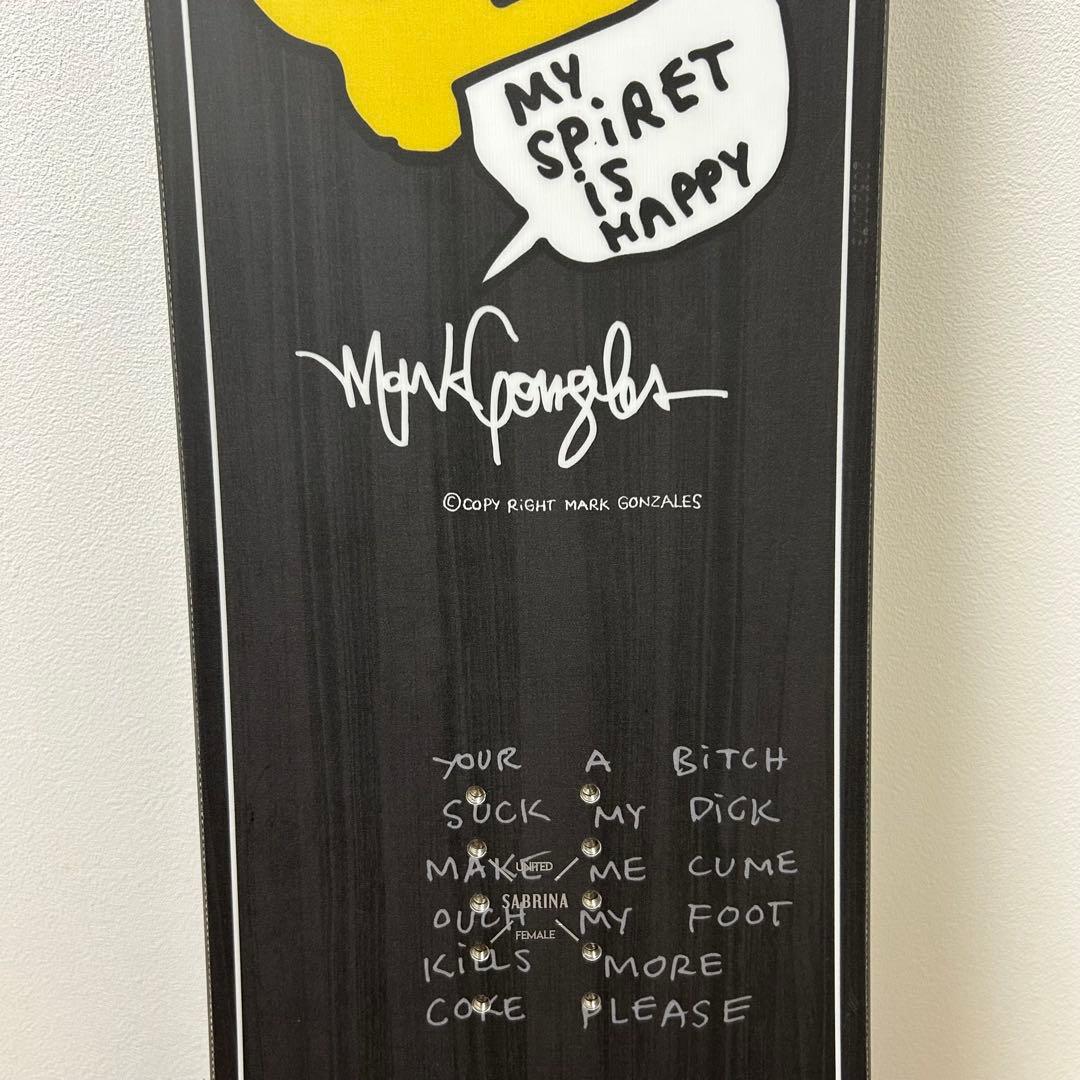 MY
SPiRET
iS
HAPPY
Mark Gonzales
©COPY RiGHT MARK GONZALES
YOUR A BiTCH
SUCK MY DiCK
MAKE ME CUME
UNITED
SABRINA
OUCH MY FOOT
FEMALE
KiLLS MORE
COKE PLEASE